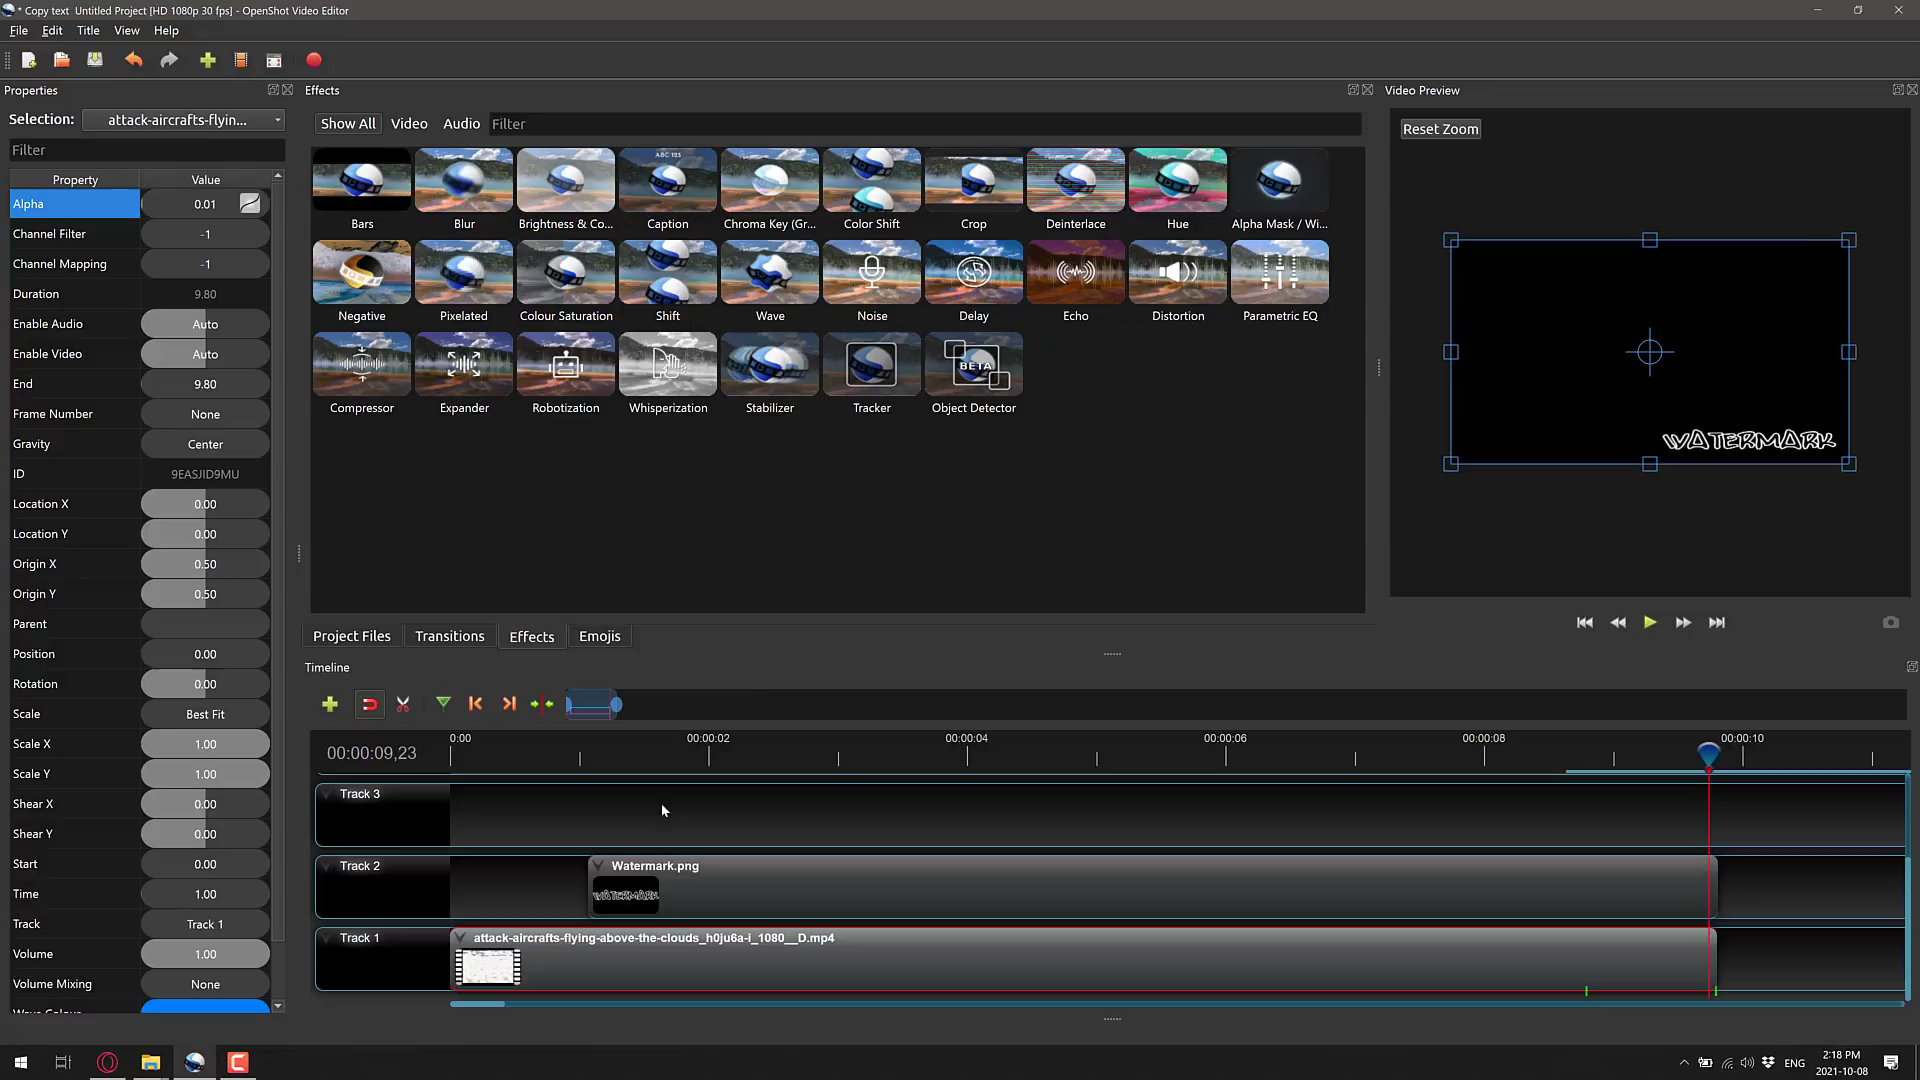 * Copy text  Untitled Project [HD 1080p 30 fps] - OpenShot Video Editor
File Edit Title View Help
Properties
Effects
Video Preview
Selection: attack-aircrafts-flyin...
Show All Video Audio Filter
Reset Zoom
Filter
Property Value
Alpha 0.01
Channel Filter -1
Channel Mapping -1
Duration 9.80
Enable Audio Auto
Enable Video Auto
End 9.80
Frame Number None
Gravity Center
ID 9EASJID9MU
Location X 0.00
Location Y 0.00
Origin X 0.50
Origin Y 0.50
Parent
Position 0.00
Rotation 0.00
Scale Best Fit
Scale X 1.00
Scale Y 1.00
Shear X 0.00
Shear Y 0.00
Start 0.00
Time 1.00
Track Track 1
Volume 1.00
Volume Mixing None
ABC 123
Bars Blur Brightness & Co... Caption Chroma Key (Gr... Color Shift Crop Deinterlace Hue Alpha Mask / Wi...
Negative Pixelated Colour Saturation Shift Wave Noise Delay Echo Distortion Parametric EQ
BETA
Compressor Expander Robotization Whisperization Stabilizer Tracker Object Detector
WATERMARK
Project Files Transitions Effects Emojis
Timeline
00:00:09,23
0:00 00:00:02 00:00:04 00:00:06 00:00:08 00:00:10
Track 3
Track 2 Watermark.png
WATERMARK
Track 1 attack-aircrafts-flying-above-the-clouds_h0ju6a-i_1080__D.mp4
ENG
2:18 PM
2021-10-08